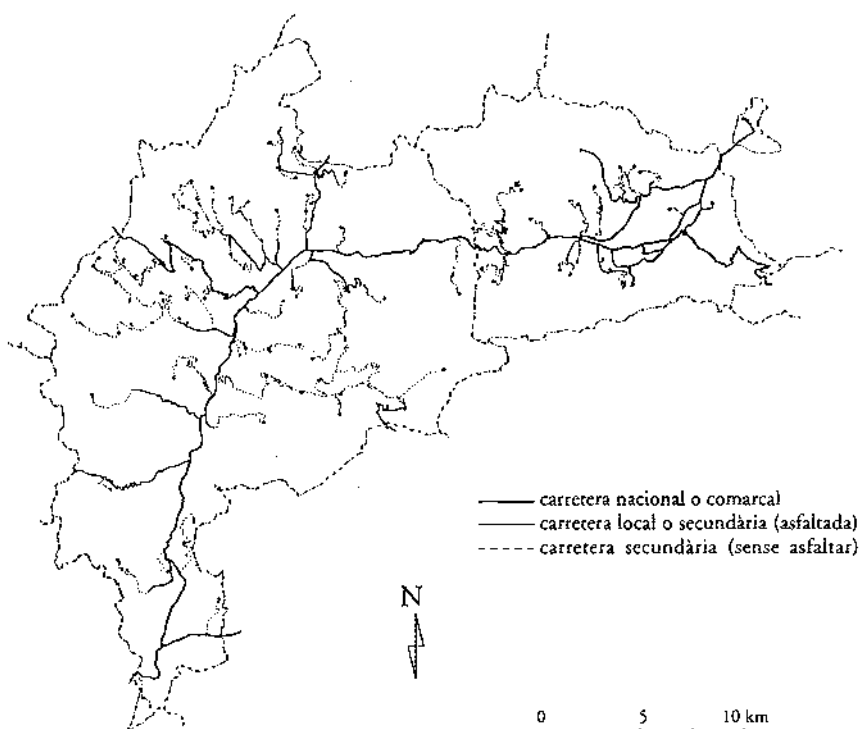 carretera nacional o comarcal
carretera local o secundària (asfaltada)
carretera secundària (sense asfaltar)
N
0 5 10 km